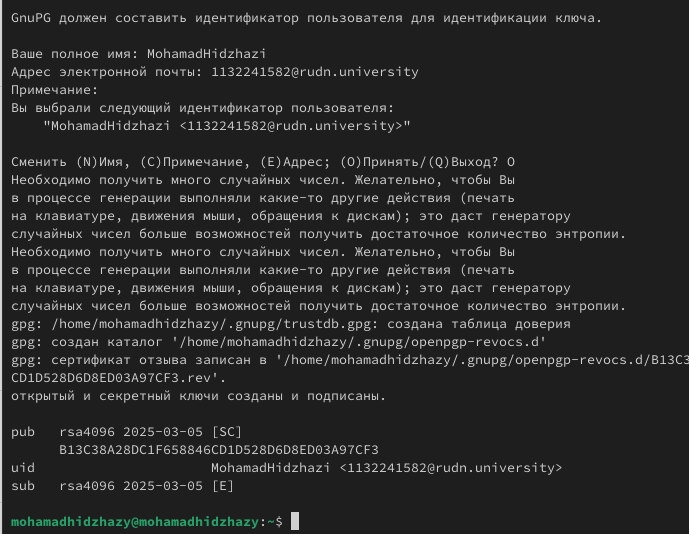 GnuPG должен составить идентификатор пользователя для идентификации ключа.
Ваше полное имя: MohamadHidzhazi
Адрес электронной почты: 1132241582@rudn.university
Примечание:
Вы выбрали следующий идентификатор пользователя:
"MohamadHidzhazi <1132241582@rudn.university>"
Сменить (N)Имя, (C)Примечание, (E)Адрес; (O)Принять/(Q)Выход? O
Необходимо получить много случайных чисел. Желательно, чтобы Вы
в процессе генерации выполняли какие-то другие действия (печать
на клавиатуре, движения мыши, обращения к дискам); это даст генератору
случайных чисел больше возможностей получить достаточное количество энтропии.
Необходимо получить много случайных чисел. Желательно, чтобы Вы
в процессе генерации выполняли какие-то другие действия (печать
на клавиатуре, движения мыши, обращения к дискам); это даст генератору
случайных чисел больше возможностей получить достаточное количество энтропии.
gpg: /home/mohamadhidzhazy/.gnupg/trustdb.gpg: создана таблица доверия
gpg: создан каталог '/home/mohamadhidzhazy/.gnupg/openpgp-revocs.d'
gpg: сертификат отзыва записан в '/home/mohamadhidzhazy/.gnupg/openpgp-revocs.d/B13C3
CD1D528D6D8ED03A97CF3.rev'.
открытый и секретный ключи созданы и подписаны.
pub   rsa4096 2025-03-05 [SC]
B13C38A28DC1F658846CD1D528D6D8ED03A97CF3
uid                      MohamadHidzhazi <1132241582@rudn.university>
sub   rsa4096 2025-03-05 [E]
mohamadhidzhazy@mohamadhidzhazy:~$